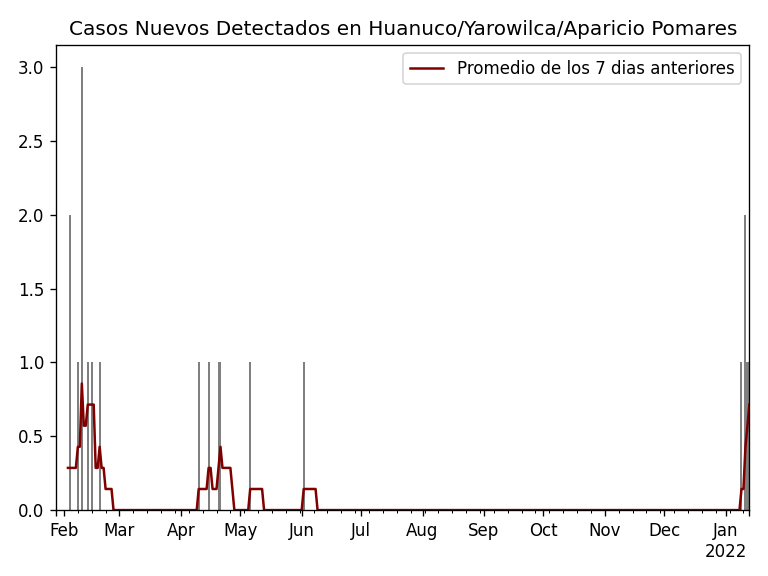 Casos Nuevos Detectados en Huanuco/Yarowilca/Aparicio Pomares
Promedio de los 7 dias anteriores
3.0
2.5
2.0
1.5
1.0
0.5
0.0
Feb Mar Apr May Jun Jul Aug Sep Oct Nov Dec Jan
2022